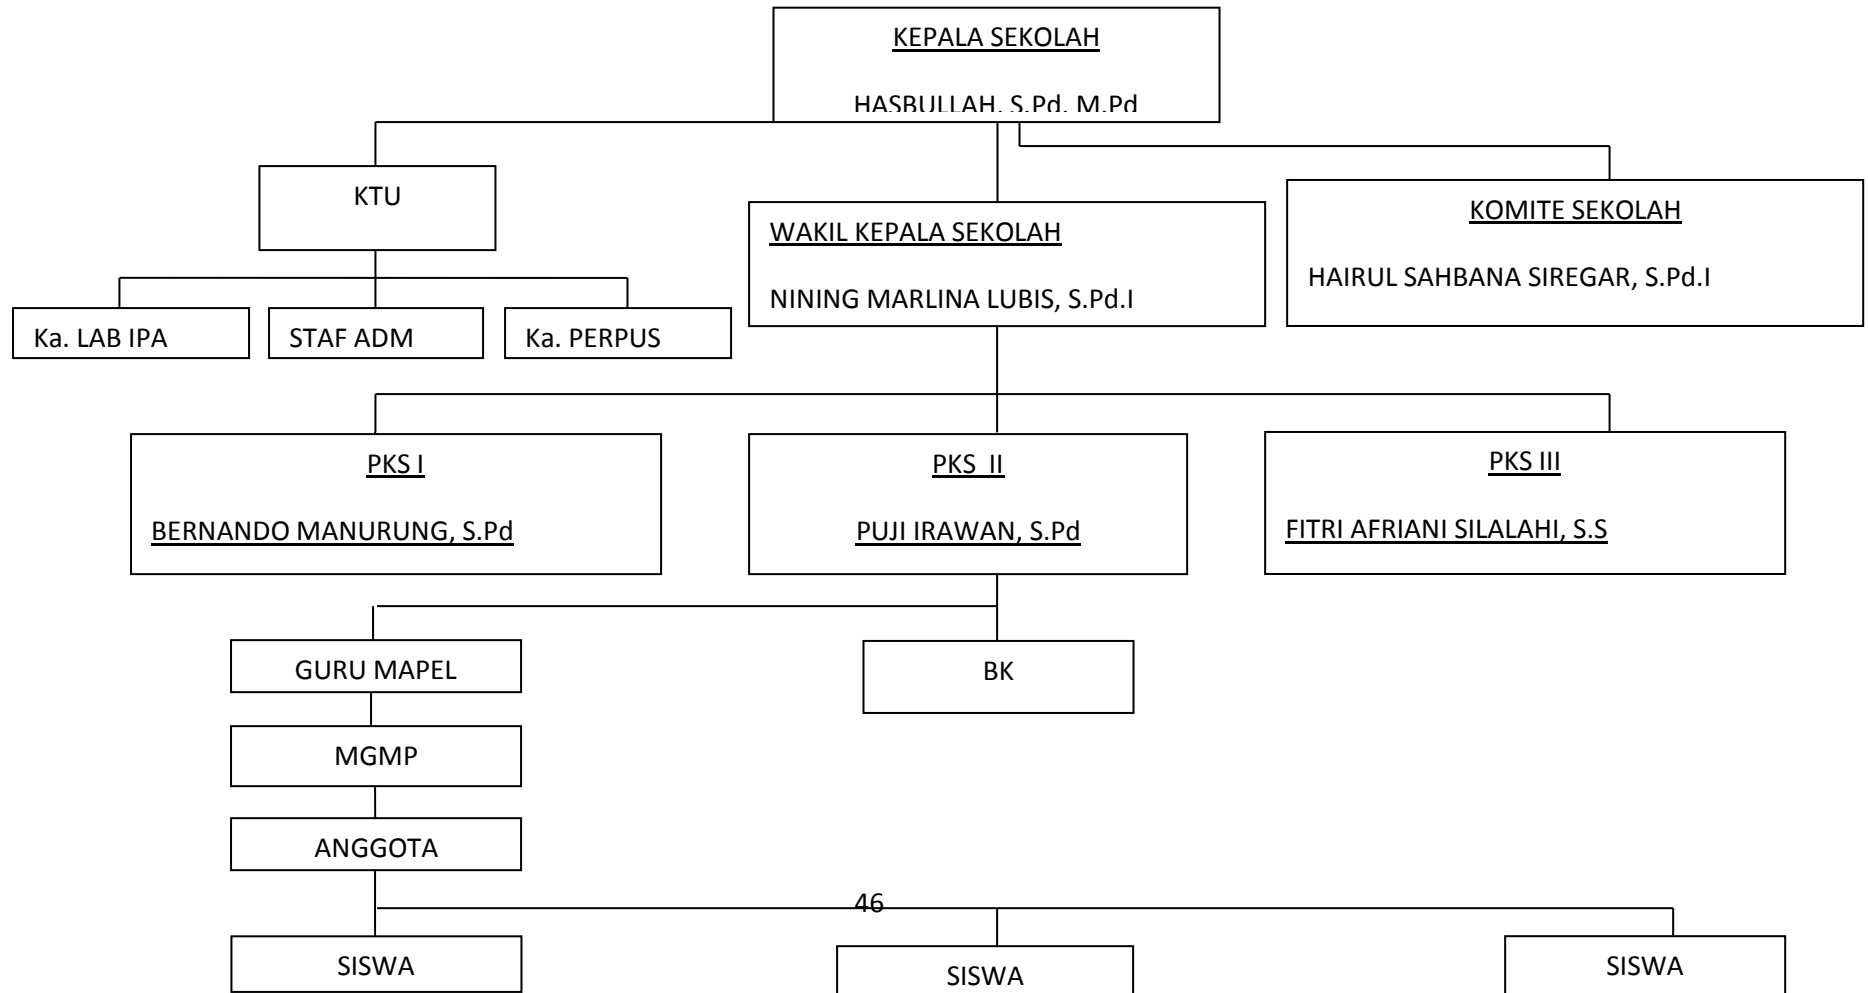 KEPALA SEKOLAH
HASBULLAH, S.Pd, M.Pd
KTU
WAKIL KEPALA SEKOLAH
NINING MARLINA LUBIS, S.Pd.I
KOMITE SEKOLAH
HAIRUL SAHBANA SIREGAR, S.Pd.I
Ka. LAB IPA
STAF ADM
Ka. PERPUS
PKS I
BERNANDO MANURUNG, S.Pd
PKS II
PUJI IRAWAN, S.Pd
PKS III
FITRI AFRIANI SILALAHI, S.S
GURU MAPEL
BK
MGMP
ANGGOTA
46
SISWA
SISWA
SISWA